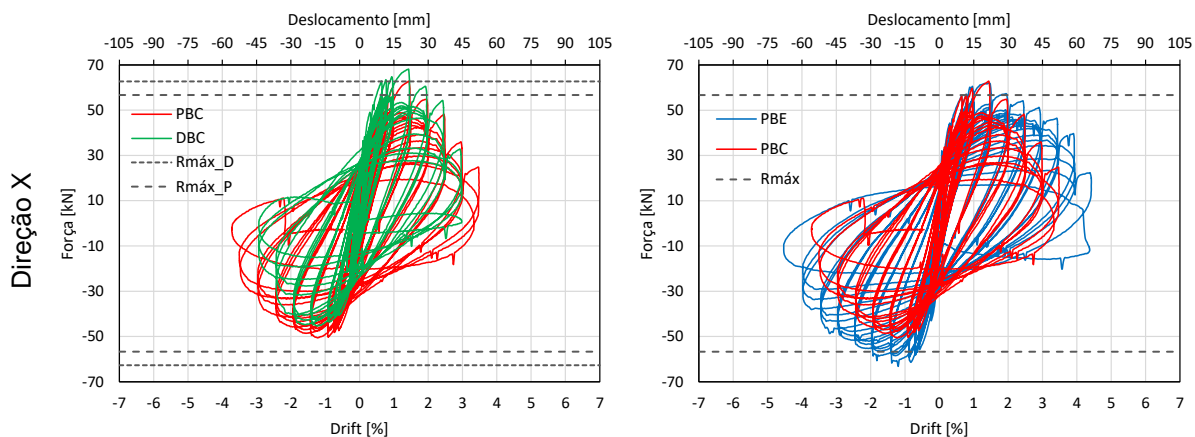 Direção X
Deslocamento [mm]
-105 -90 -75 -60 -45 -30 -15 0 15 30 45 60 75 90 105
70
50
30
10
-10
-30
-50
-70
Força [kN]
PBC
DBC
Rmáx_D
Rmáx_P
-7 -6 -5 -4 -3 -2 -1 0 1 2 3 4 5 6 7
Drift [%]
Deslocamento [mm]
-105 -90 -75 -60 -45 -30 -15 0 15 30 45 60 75 90 105
70
50
30
10
-10
-30
-50
-70
Força [kN]
PBE
PBC
Rmáx
-7 -6 -5 -4 -3 -2 -1 0 1 2 3 4 5 6 7
Drift [%]